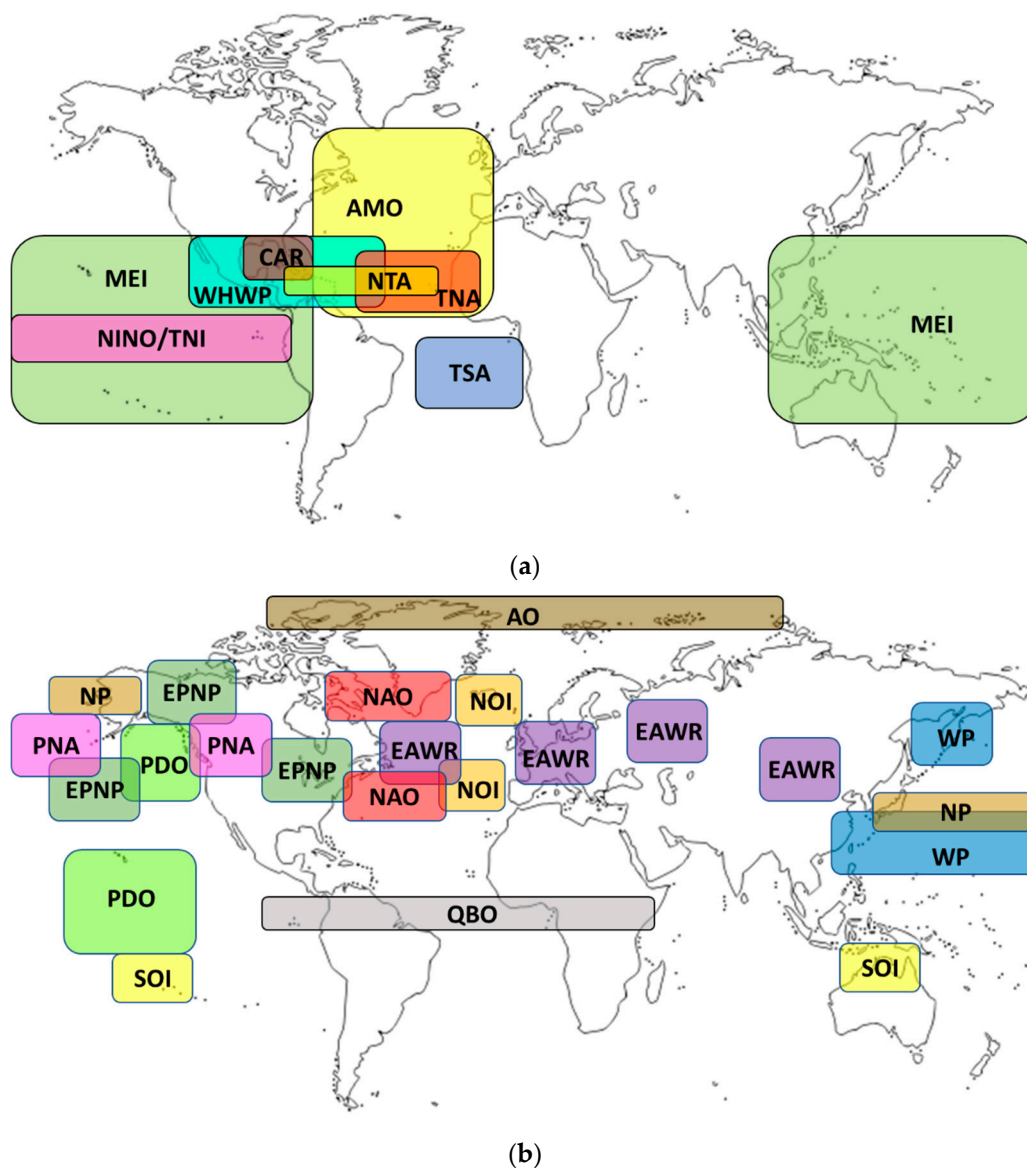 AMO
CAR
MEI
NTA
WHWP
TNA
MEI
NINO/TNI
TSA
(a)
AO
NP
EPNP
NAO
NOI
PNA
PNA
EAWR
EAWR
EAWR
WP
PDO
EPNP
EAWR
EPNP
NAO
NOI
NP
WP
PDO
QBO
SOI
SOI
(b)